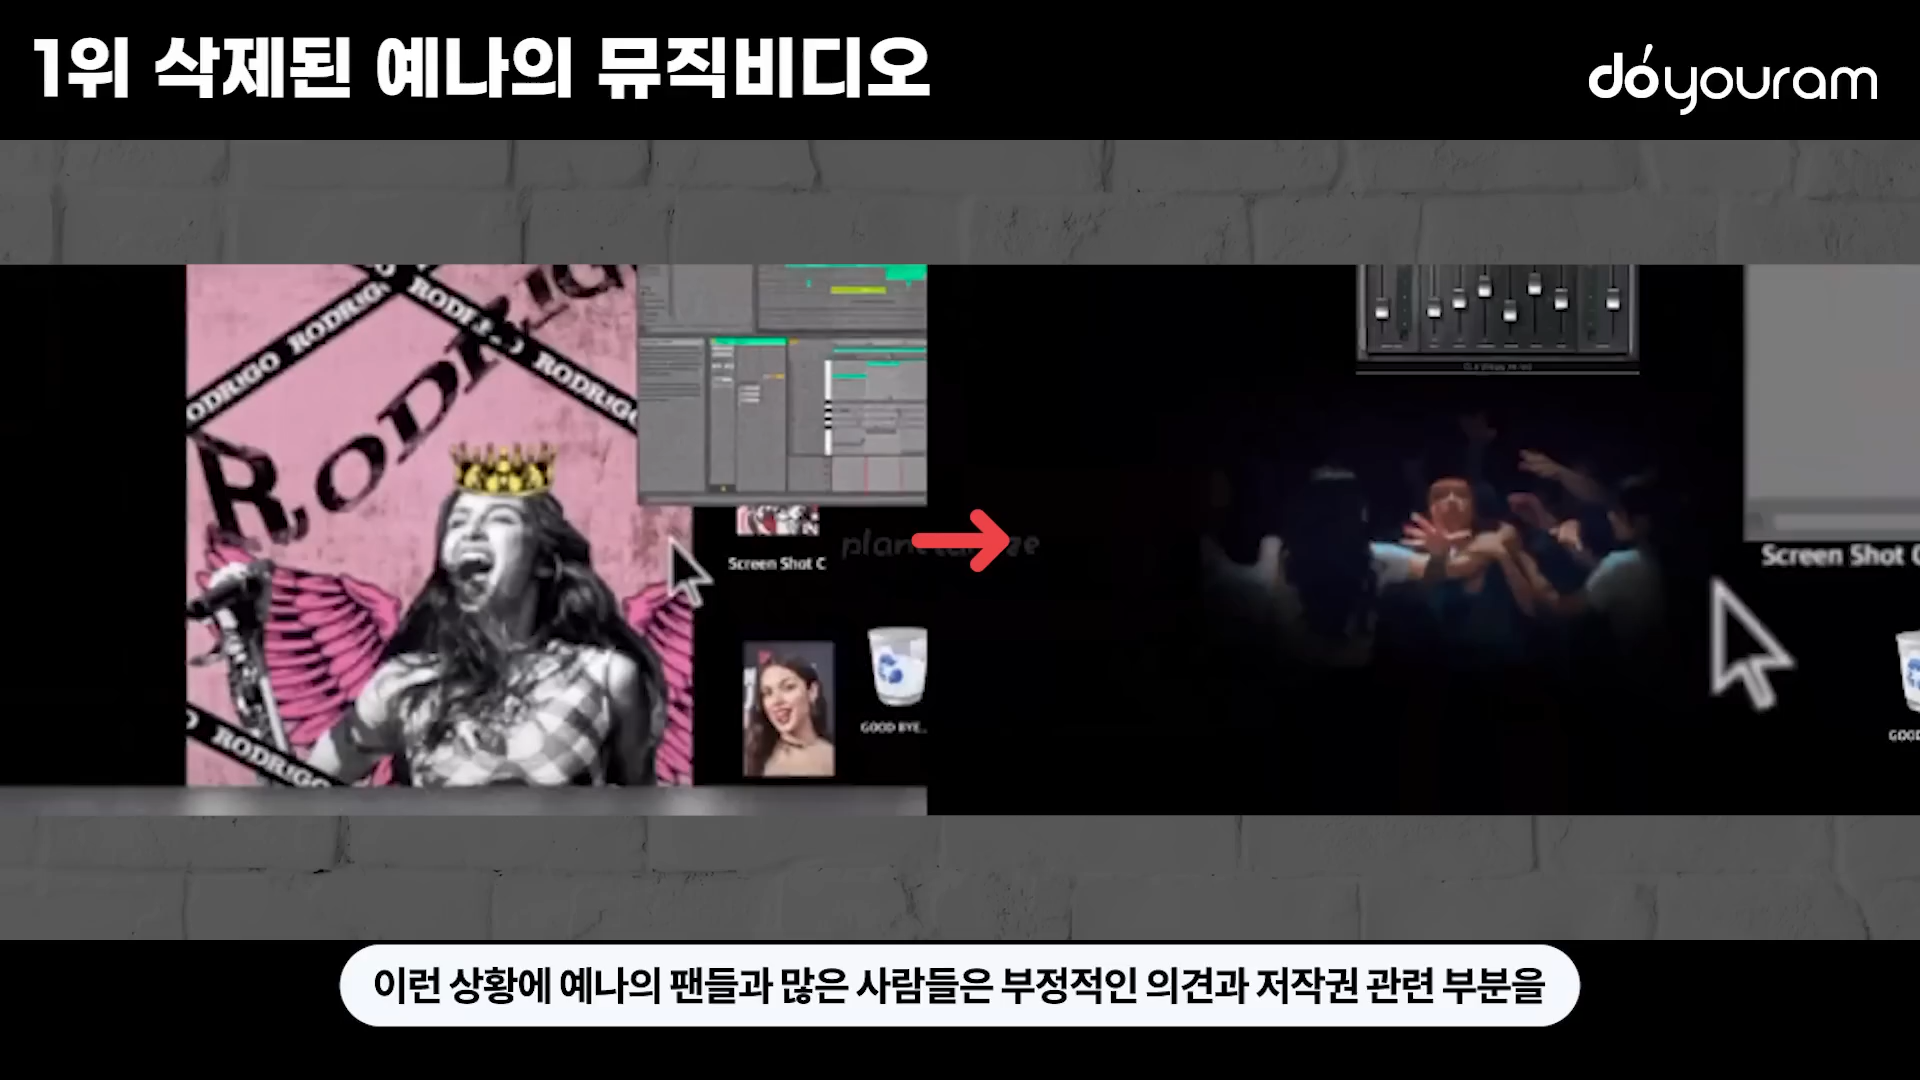 1위 삭제된 예나의 뮤직비디오
doyouram
RODRIGO RODRIGO
RODRIGO
RODRIGO
Screen Shot C
GOOD BYE..
RODRIGO
Screen Shot C
GOOD
이런 상황에 예나의 팬들과 많은 사람들은 부정적인 의견과 저작권 관련 부분을